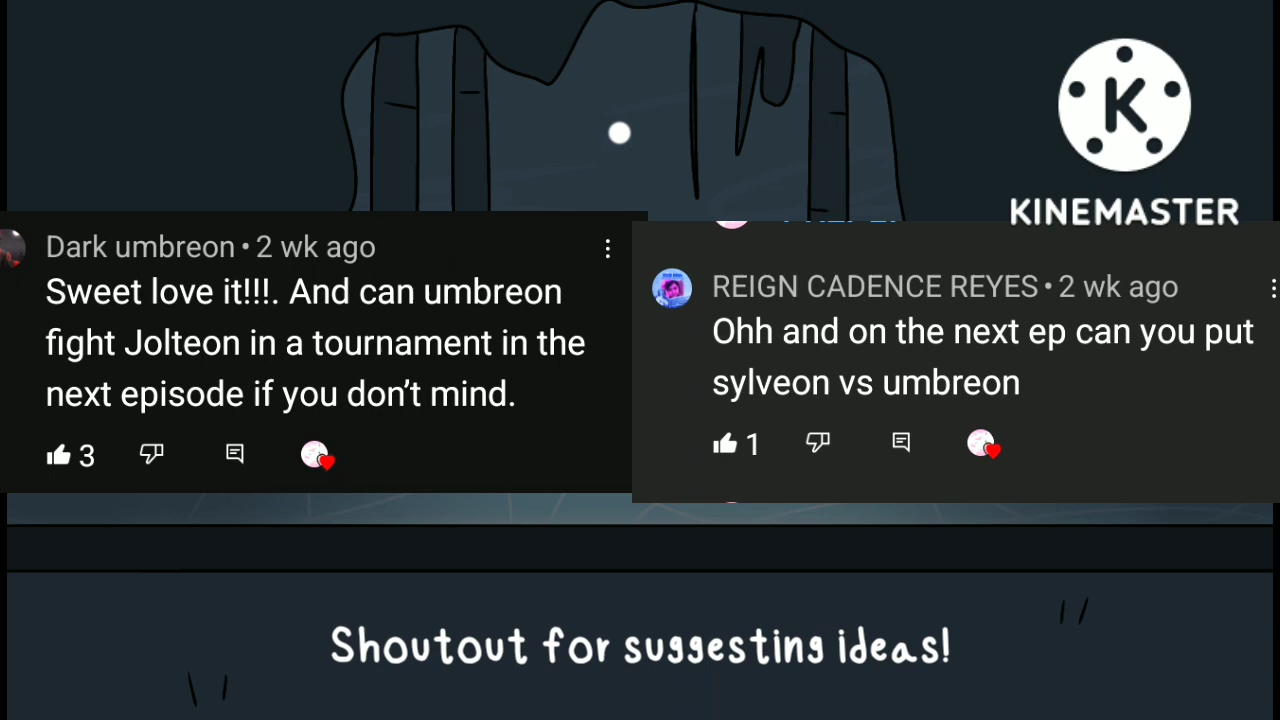 K
KINEMASTER
Dark umbreon • 2 wk ago
Sweet love it!!!. And can umbreon
fight Jolteon in a tournament in the
next episode if you don’t mind.
3
REIGN CADENCE REYES • 2 wk ago
Ohh and on the next ep can you put
sylveon vs umbreon
1
Shoutout for suggesting ideas!